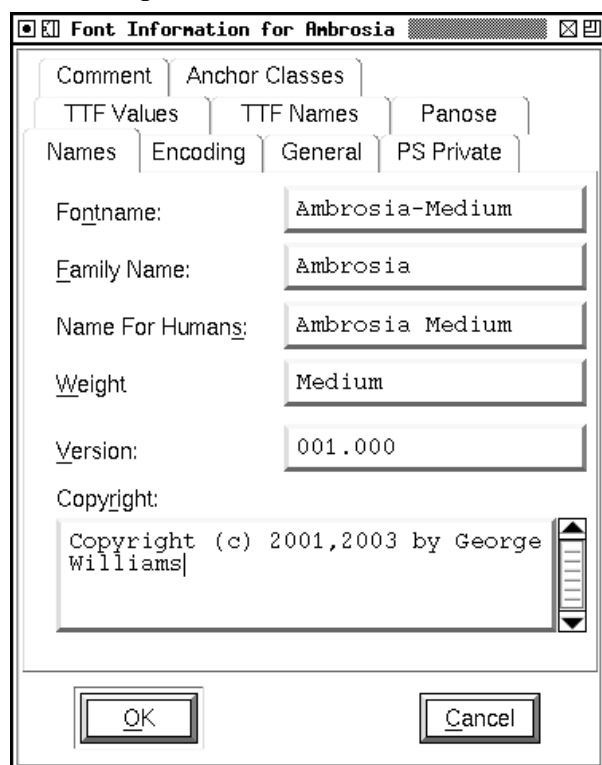 Font Information for Ambrosia
Comment Anchor Classes
TTF Values TTF Names Panose
Names Encoding General PS Private
Fontname: Ambrosia-Medium
Family Name: Ambrosia
Name For Humans: Ambrosia Medium
Weight Medium
Version: 001.000
Copyright:
Copyright (c) 2001,2003 by George
Williams
OK Cancel